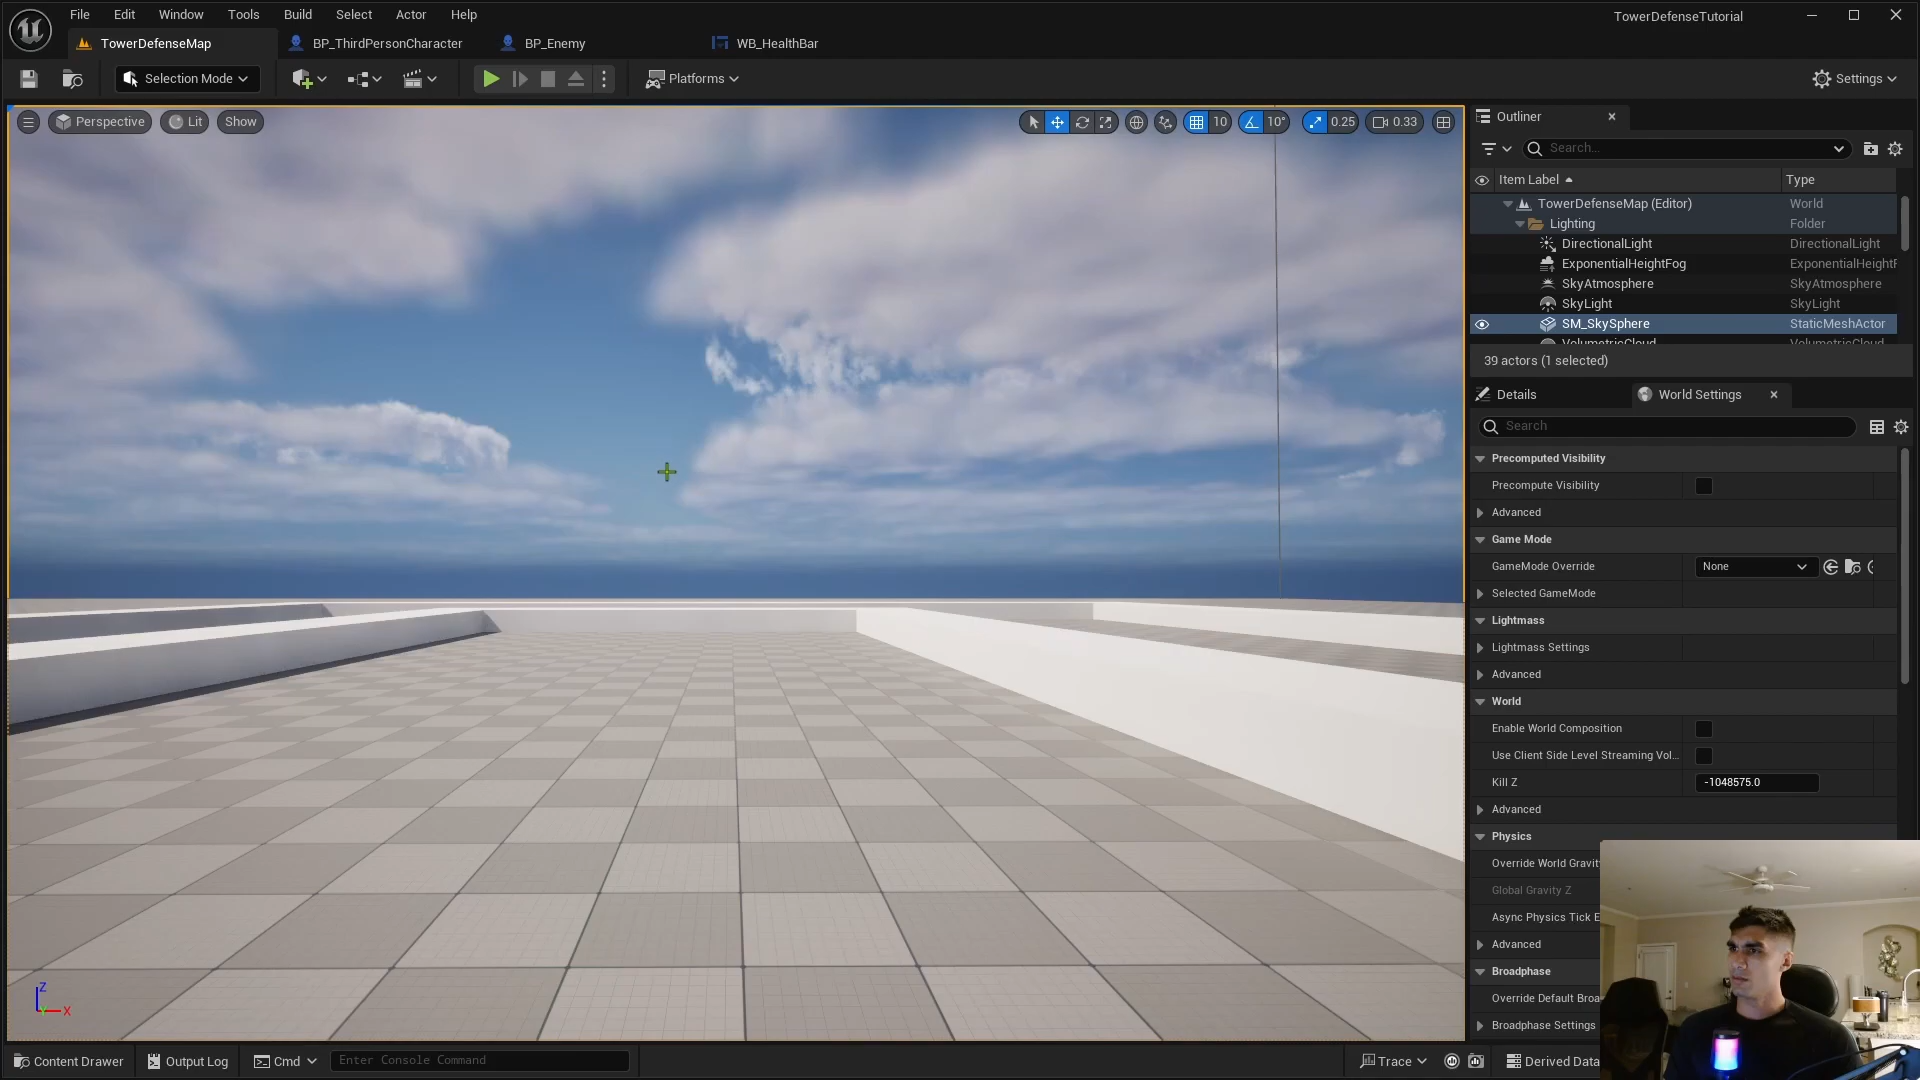 File Edit Window Tools Build Select Actor Help
TowerDefenseTutorial
TowerDefenseMap BP_ThirdPersonCharacter BP_Enemy WB_HealthBar
Selection Mode Platforms Settings
Perspective Lit Show 10 10° 0.25 0.33
Outliner
Search...
Item Label Type
TowerDefenseMap (Editor) World
Lighting Folder
DirectionalLight DirectionalLight
ExponentialHeightFog ExponentialHeightF
SkyAtmosphere SkyAtmosphere
SkyLight SkyLight
SM_SkySphere StaticMeshActor
VolumetricCloud VolumetricCloud
39 actors (1 selected)
Details World Settings
Search
Precomputed Visibility
Precompute Visibility
Advanced
Game Mode
GameMode Override None
Selected GameMode
Lightmass
Lightmass Settings
Advanced
World
Enable World Composition
Use Client Side Level Streaming Vol...
Kill Z -1048575.0
Advanced
Physics
Override World Gravit
Global Gravity Z
Async Physics Tick E
Advanced
Broadphase
Override Default Broa
Broadphase Settings
Z
X
Content Drawer Output Log Cmd Enter Console Command Trace Derived Data